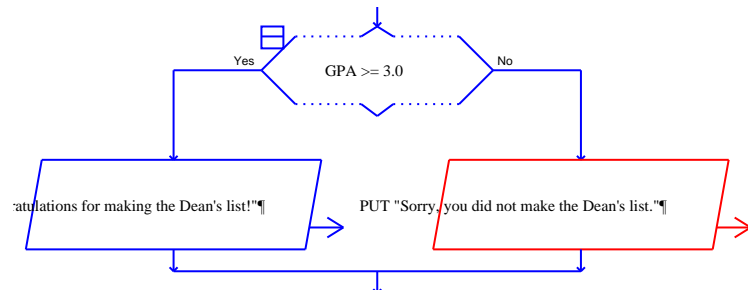 Yes
GPA >= 3.0
No
ratulations for making the Dean's list!"¶
PUT "Sorry, you did not make the Dean's list."¶